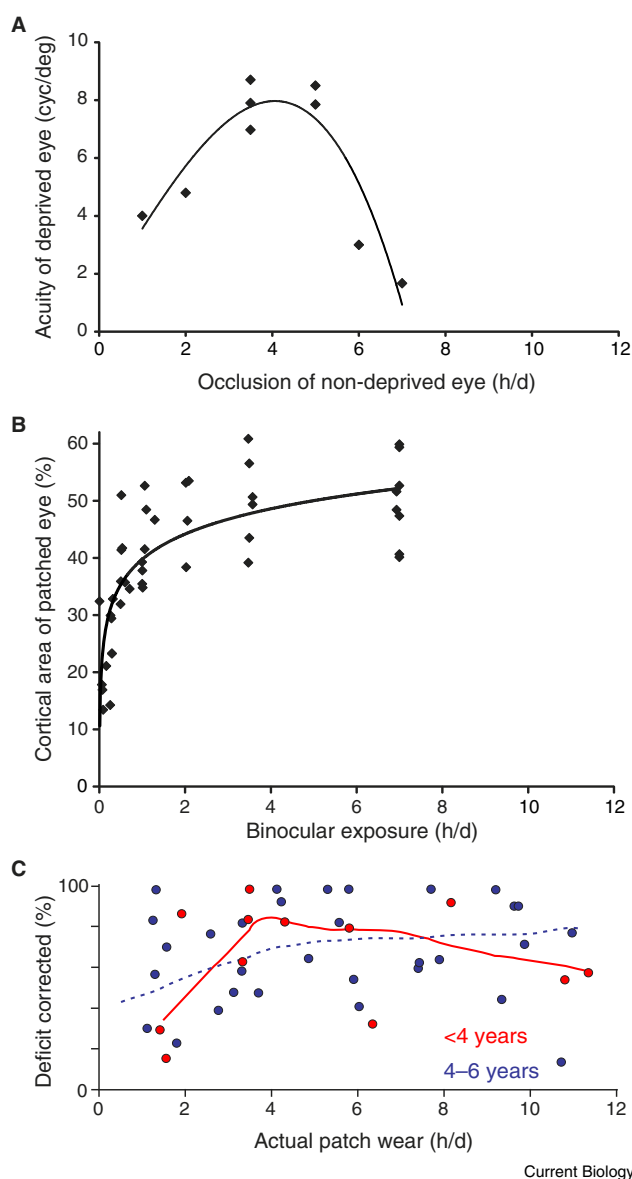 A
10
8
6
4
2
0
Acuity of deprived eye (cyc/deg)
0 2 4 6 8 10 12
Occlusion of non-deprived eye (h/d)
B
60
50
40
30
20
10
0
Cortical area of patched eye (%)
0 2 4 6 8 10 12 14
Binocular exposure (h/d)
C
100
0
Deficit corrected (%)
<4 years
4–6 years
0 2 4 6 8 10 12
Actual patch wear (h/d)
Current Biology